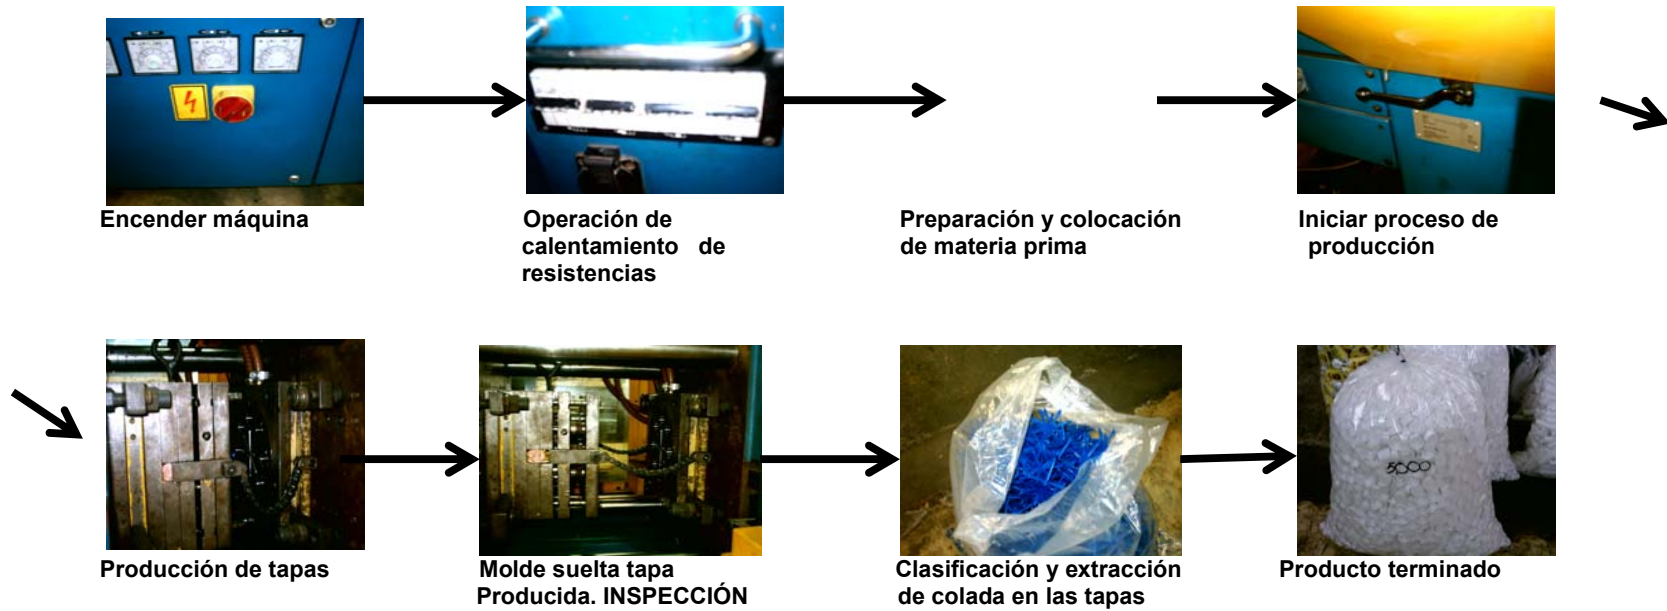 Encender máquina
Operación de
calentamiento de
resistencias
Preparación y colocación
de materia prima
Iniciar proceso de
producción
5000
Producción de tapas
Molde suelta tapa
Producida. INSPECCIÓN
Clasificación y extracción
de colada en las tapas
Producto terminado